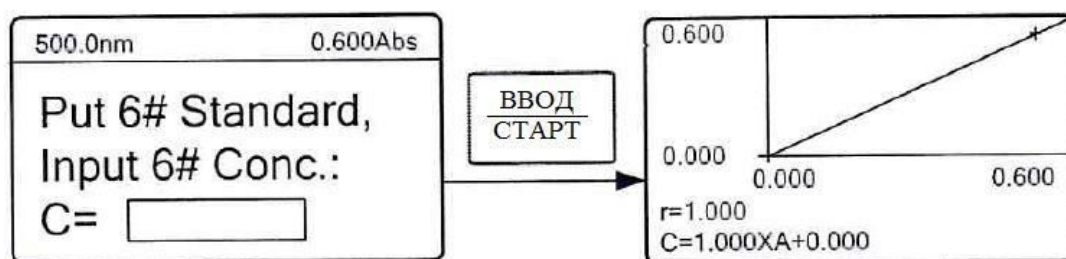 500.0nm 0.600Abs
Put 6# Standard,
Input 6# Conc.:
C=
ВВОД
СТАРТ
0.600
0.000
0.000 0.600
r=1.000
C=1.000XA+0.000